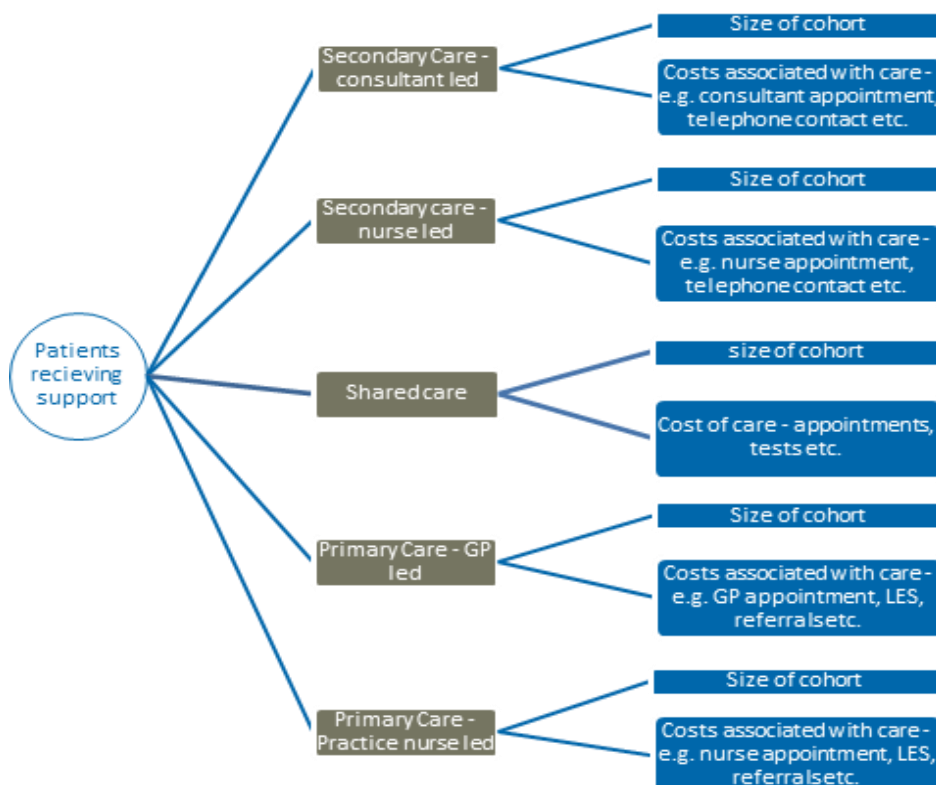 Size of cohort
Secondary Care -
consultant led
Costs associated with care -
e.g. consultant appointment,
telephone contact etc.
Size of cohort
Secondary care -
nurse led
Costs associated with care -
e.g. nurse appointment,
telephone contact etc.
Patients
recieving
support
size of cohort
Shared care
Cost of care - appointments,
tests etc.
Size of cohort
Primary Care - GP
led
Costs associated with care -
e.g. GP appointment, LES,
referrals etc.
Size of cohort
Primary Care -
Practice nurse led
Costs associated with care -
e.g. nurse appointment, LES,
referrals etc.